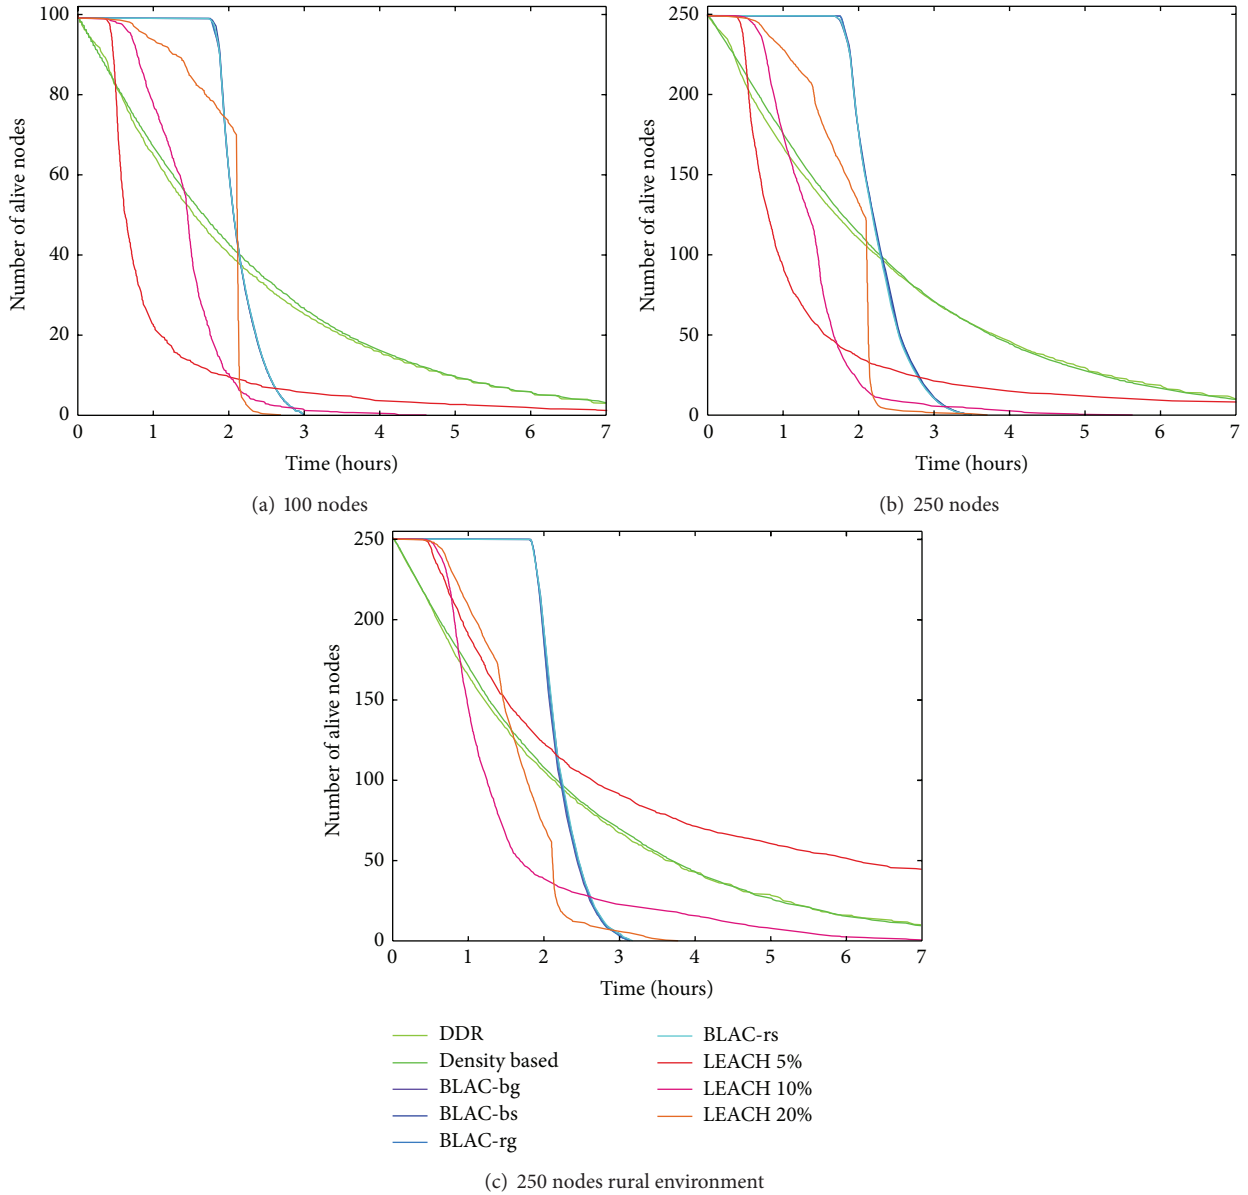 100
80
60
40
20
0
Number of alive nodes
0 1 2 3 4 5 6 7
Time (hours)
(a) 100 nodes
250
200
150
100
50
0
Number of alive nodes
0 1 2 3 4 5 6 7
Time (hours)
(b) 250 nodes
250
200
150
100
50
0
Number of alive nodes
0 1 2 3 4 5 6 7
Time (hours)
DDR
Density based
BLAC-bg
BLAC-bs
BLAC-rg
BLAC-rs
LEACH 5%
LEACH 10%
LEACH 20%
(c) 250 nodes rural environment